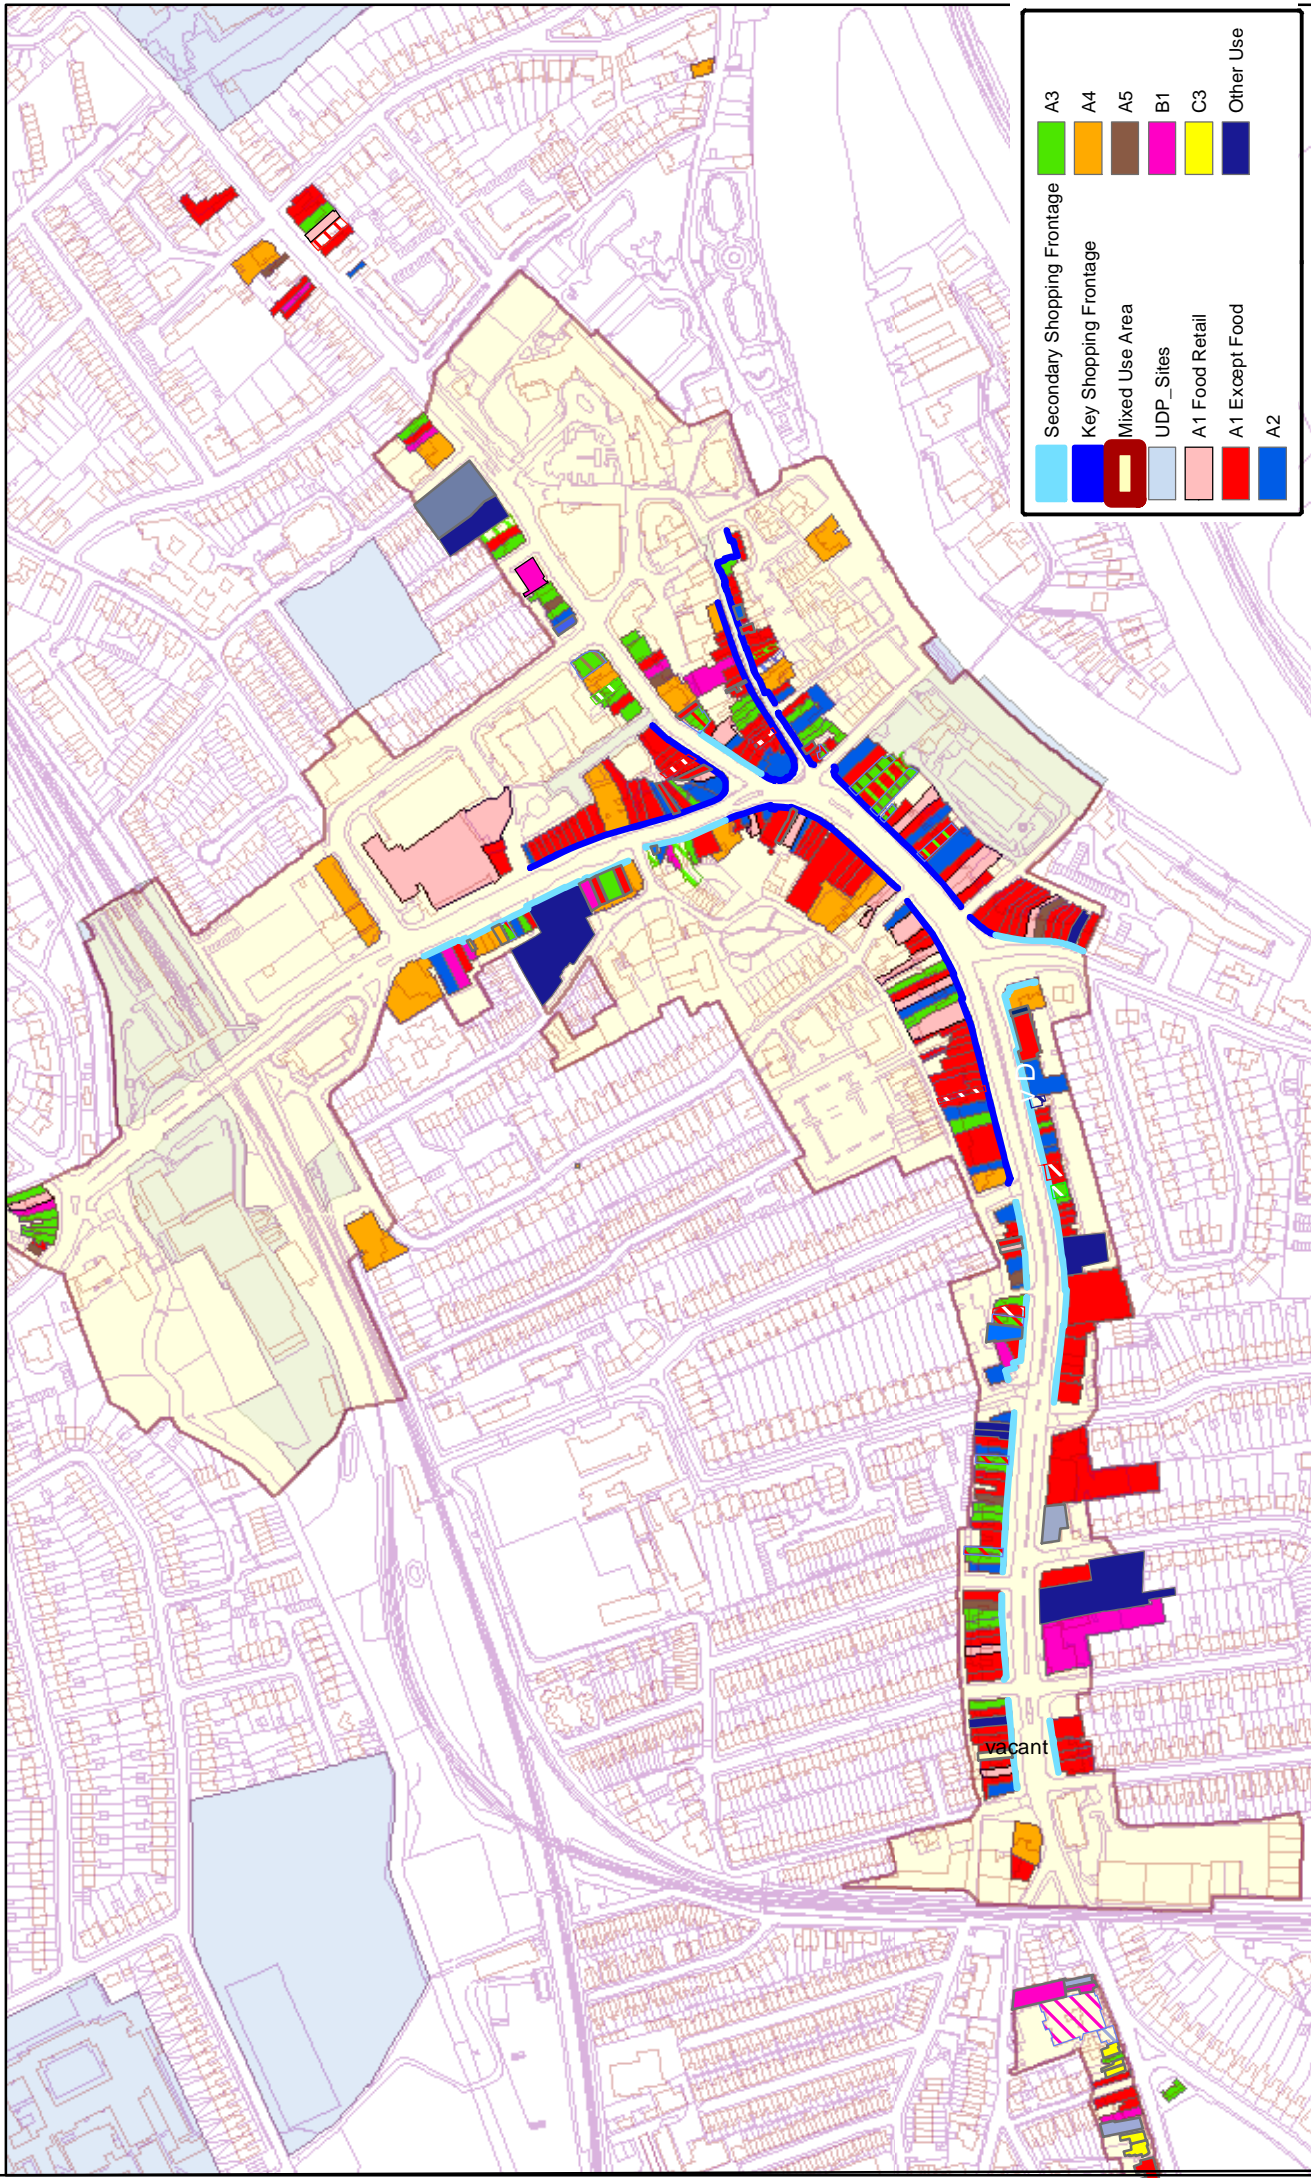 Secondary Shopping Frontage
Key Shopping Frontage
Mixed Use Area
UDP_Sites
A1 Food Retail
A1 Except Food
A2
A3
A4
A5
B1
C3
Other Use
vacant